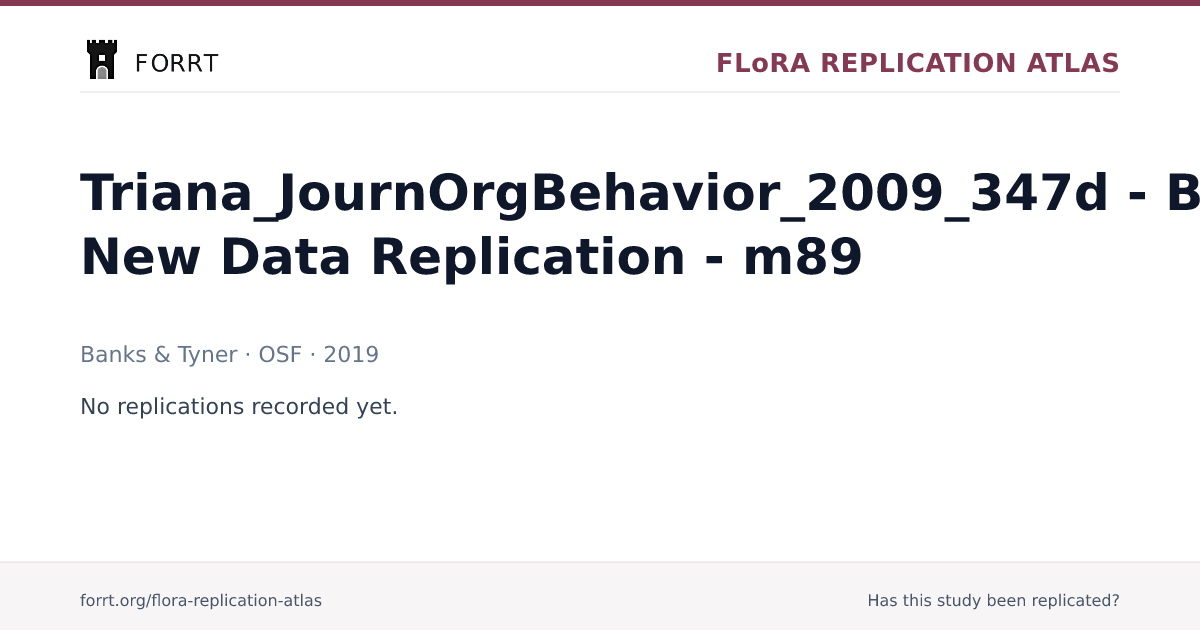 FORRT
FLoRA REPLICATION ATLAS
Triana_JournOrgBehavior_2009_347d - B
New Data Replication - m89
Banks & Tyner · OSF · 2019
No replications recorded yet.
forrt.org/flora-replication-atlas
Has this study been replicated?